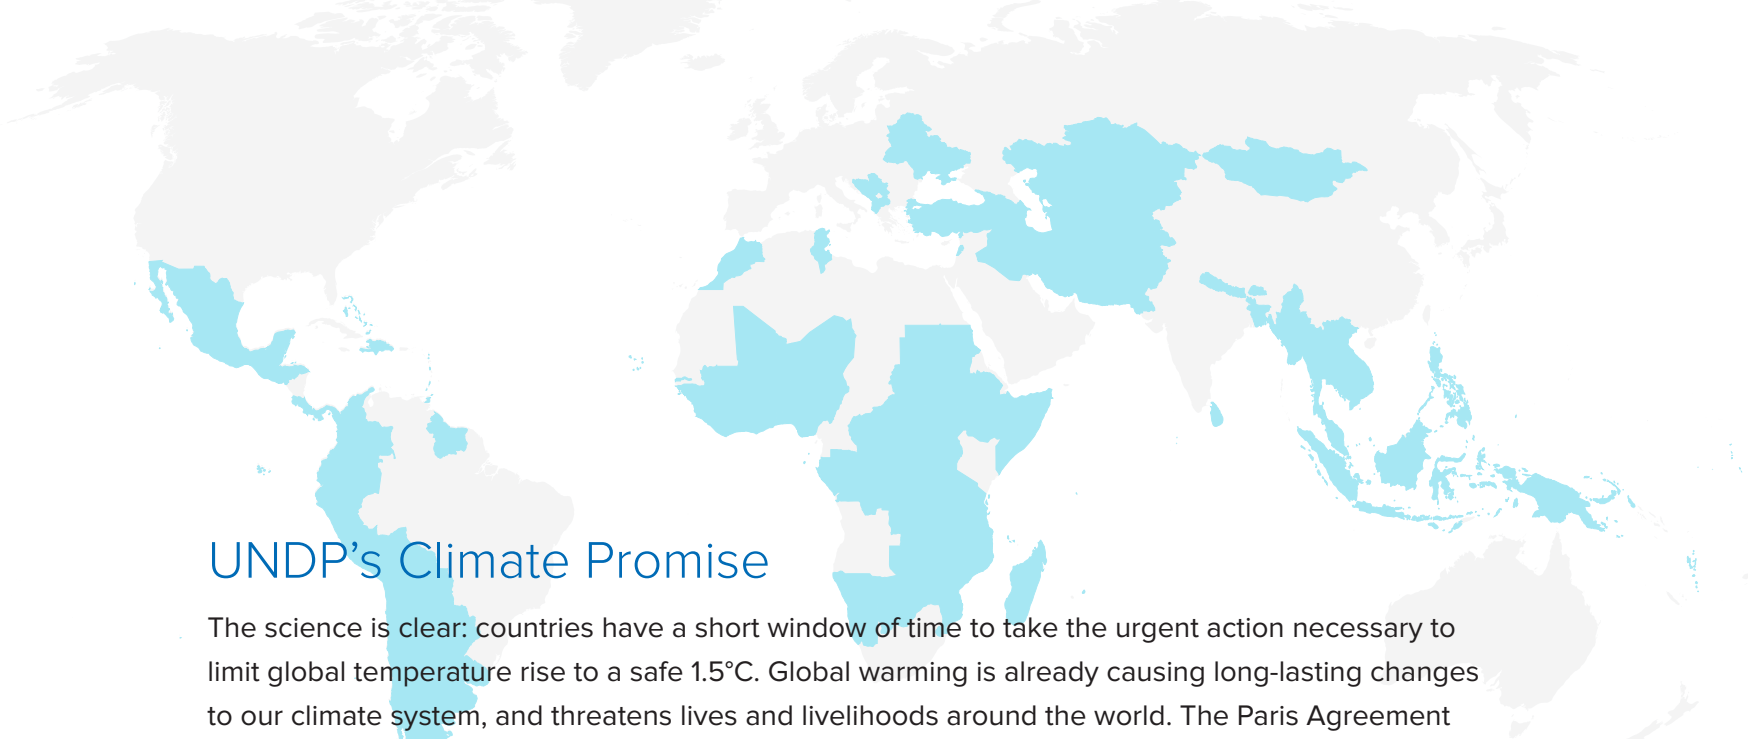 UNDP’s Climate Promise
The science is clear: countries have a short window of time to take the urgent action necessary to
limit global temperature rise to a safe 1.5°C. Global warming is already causing long-lasting changes
to our climate system, and threatens lives and livelihoods around the world. The Paris Agreement